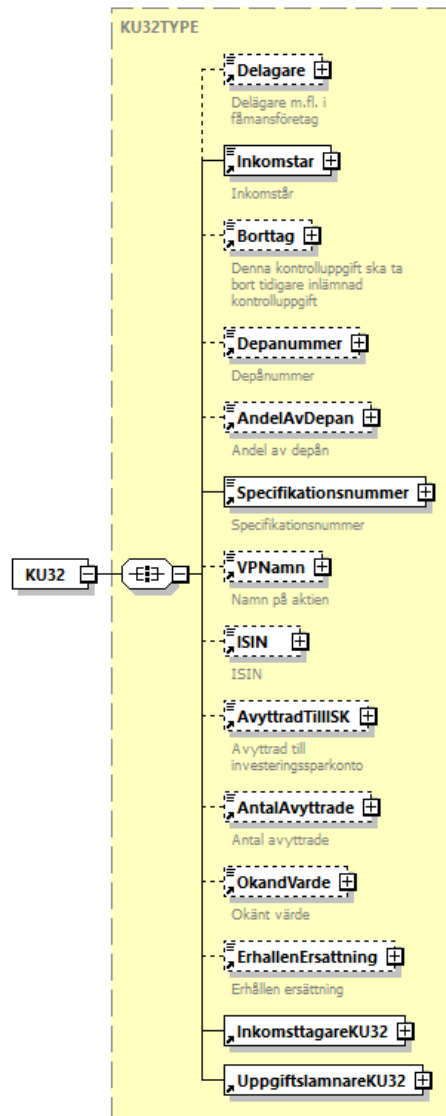 KU32TYPE
Delagare
Delägare m.fl. i
fåmansföretag
Inkomstar
Inkomstår
Borttag
Denna kontrolluppgift ska ta
bort tidigare inlämnad
kontrolluppgift
Depanummer
Depånummer
AndelAvDepan
Andel av depån
Specifikationsnummer
Specifikationsnummer
KU32
VPNamn
Namn på aktien
ISIN
ISIN
AvyttradTillISK
Avyttrad till
investeringssparkonto
AntalAvyttrade
Antal avyttrade
OkandVarde
Okänt värde
ErhallenErsattning
Erhållen ersättning
InkomsttagareKU32
UppgiftslamnareKU32